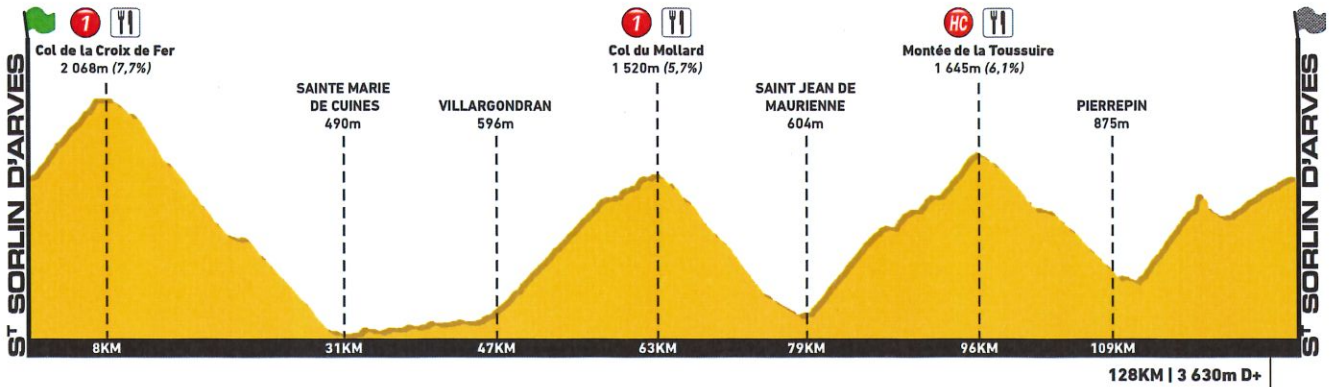 ST SORLIN D'ARVES
1
Col de la Croix de Fer
2 068m (7,7%)
SAINTE MARIE
DE CUINES
490m
VILLARGONDRAN
596m
1
Col du Mollard
1 520m (5,7%)
SAINT JEAN DE
MAURIENNE
604m
HC
Montée de la Toussuire
1 645m (6,1%)
PIERREPIN
875m
ST SORLIN D'ARVES
8KM
31KM
47KM
63KM
79KM
96KM
109KM
128KM | 3 630m D+